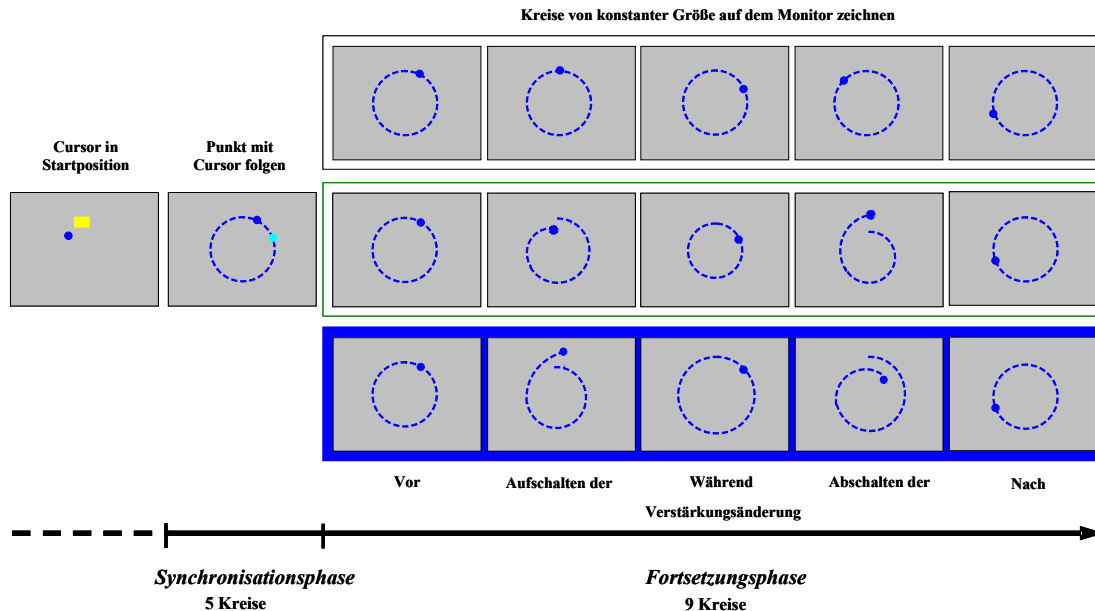 Kreise von konstanter Größe auf dem Monitor zeichnen
Cursor in
Startposition
Punkt mit
Cursor folgen
Vor
Aufschalten der
Während
Abschalten der
Nach
Verstärkungsänderung
Synchronisationsphase
5 Kreise
Fortsetzungsphase
9 Kreise